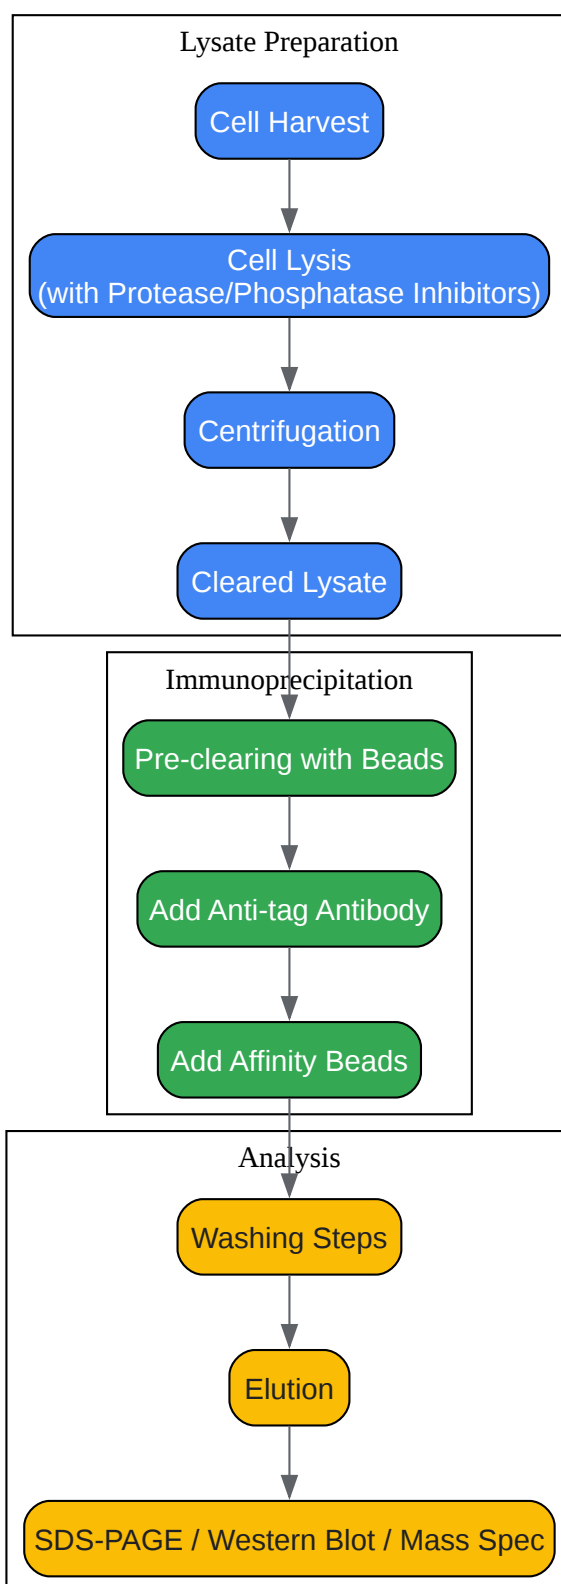 Lysate Preparation
Cell Harvest
Cell Lysis
(with Protease/Phosphatase Inhibitors)
Centrifugation
Cleared Lysate
Immunoprecipitation
Pre-clearing with Beads
Add Anti-tag Antibody
Add Affinity Beads
Analysis
Washing Steps
Elution
SDS-PAGE / Western Blot / Mass Spec